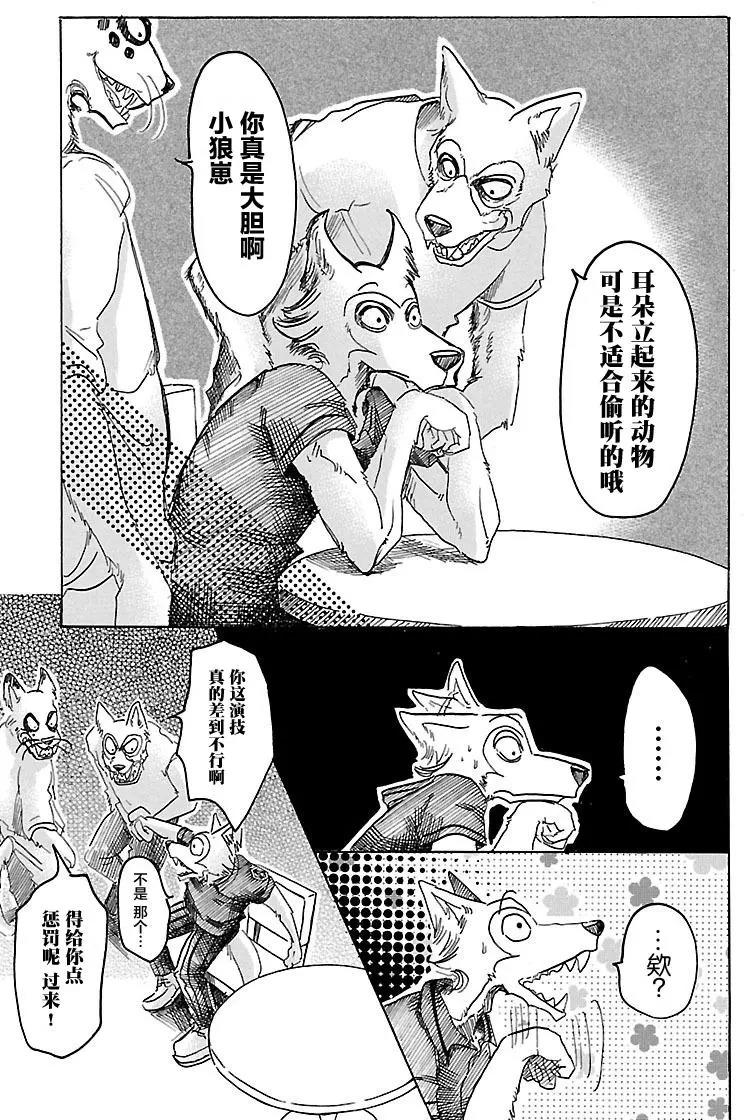 耳朵立起来的动物
可是不适合偷听的哦
你真是大胆啊
小狼崽
……
…欸?
你这演技
真的差到不行啊
不是 那个…
得给你点
惩罚呢 过来!